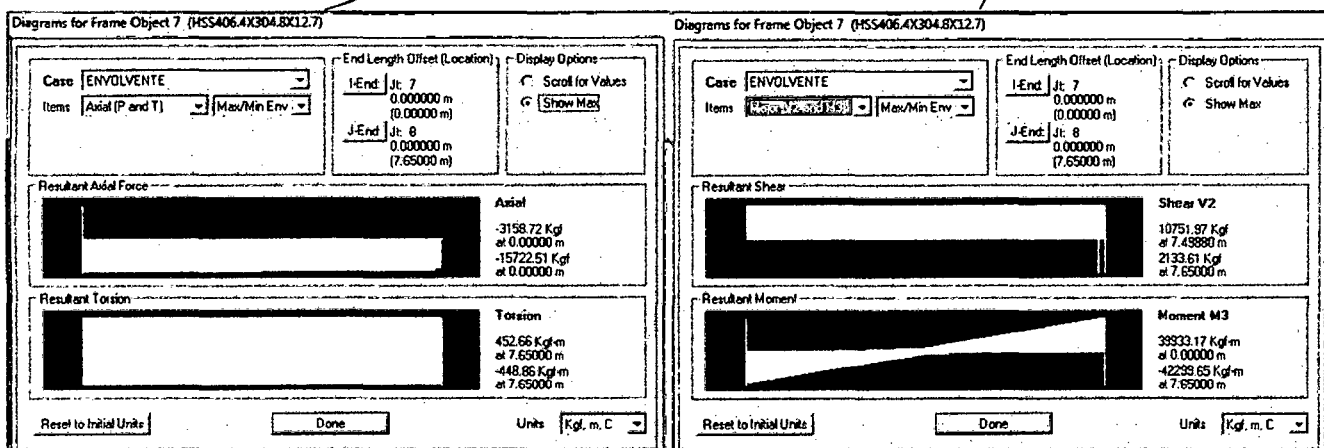 Diagrams for Frame Object 7 (HSS406.4X304.8X12.7)
Case ENVOLVENTE
Items Axial (P and T) Max/Min Env
End Length Offset (Location)
I-End: Jt: 7
0.000000 m
(0.00000 m)
J-End: Jt: 8
0.000000 m
(7.65000 m)
Display Options
Scroll for Values
Show Max
Resultant Axial Force
Axial
-3158.72 Kgf
at 0.00000 m
-15722.51 Kgf
at 0.00000 m
Resultant Torsion
Torsion
452.66 Kgf-m
at 7.65000 m
-448.86 Kgf-m
at 7.65000 m
Reset to Initial Units
Done
Units Kgf, m, C
Diagrams for Frame Object 7 (HSS406.4X304.8X12.7)
Case ENVOLVENTE
Items Major (V2 and M3) Max/Min Env
End Length Offset (Location)
I-End: Jt: 7
0.000000 m
(0.00000 m)
J-End: Jt: 8
0.000000 m
(7.65000 m)
Display Options
Scroll for Values
Show Max
Resultant Shear
Shear V2
10751.97 Kgf
at 7.49880 m
2133.61 Kgf
at 7.65000 m
Resultant Moment
Moment M3
39933.17 Kgf-m
at 0.00000 m
-42299.65 Kgf-m
at 7.65000 m
Reset to Initial Units
Done
Units Kgf, m, C